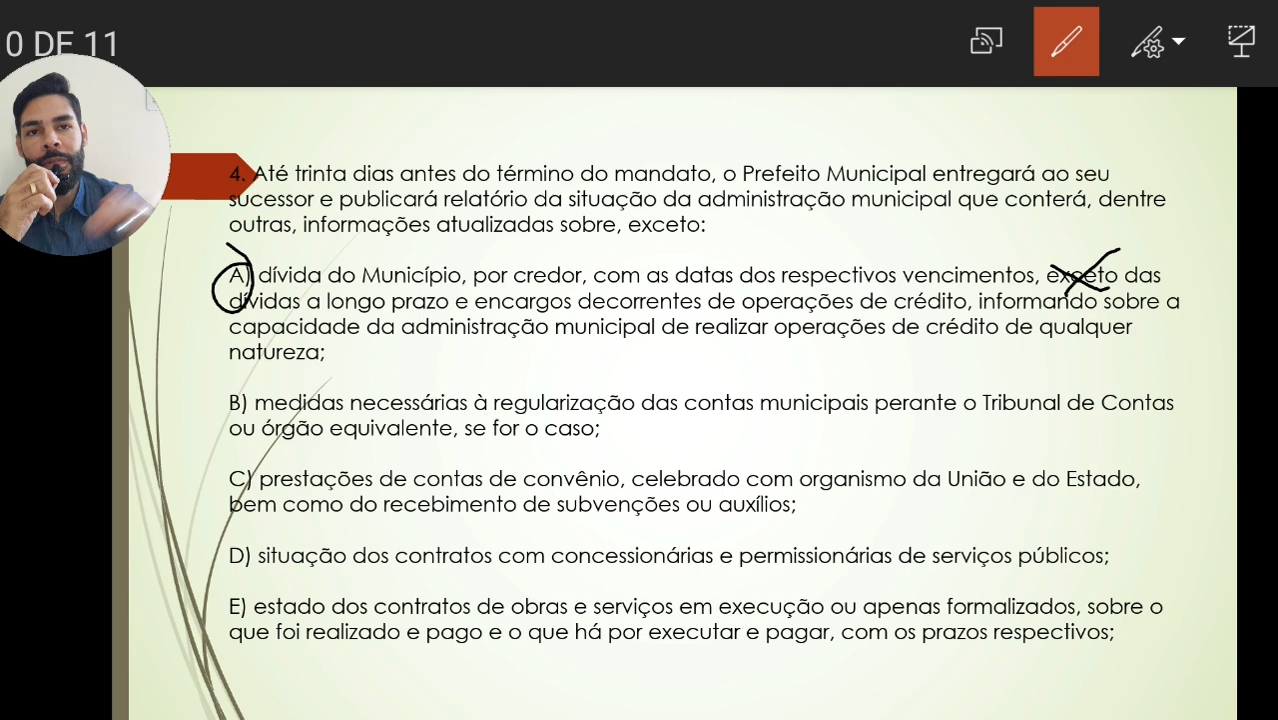 0 DE 11
4. Até trinta dias antes do término do mandato, o Prefeito Municipal entregará ao seu
sucessor e publicará relatório da situação da administração municipal que conterá, dentre
outras, informações atualizadas sobre, exceto:
A) dívida do Município, por credor, com as datas dos respectivos vencimentos, exceto das
dívidas a longo prazo e encargos decorrentes de operações de crédito, informando sobre a
capacidade da administração municipal de realizar operações de crédito de qualquer
natureza;
B) medidas necessárias à regularização das contas municipais perante o Tribunal de Contas
ou órgão equivalente, se for o caso;
C) prestações de contas de convênio, celebrado com organismo da União e do Estado,
bem como do recebimento de subvenções ou auxílios;
D) situação dos contratos com concessionárias e permissionárias de serviços públicos;
E) estado dos contratos de obras e serviços em execução ou apenas formalizados, sobre o
que foi realizado e pago e o que há por executar e pagar, com os prazos respectivos;